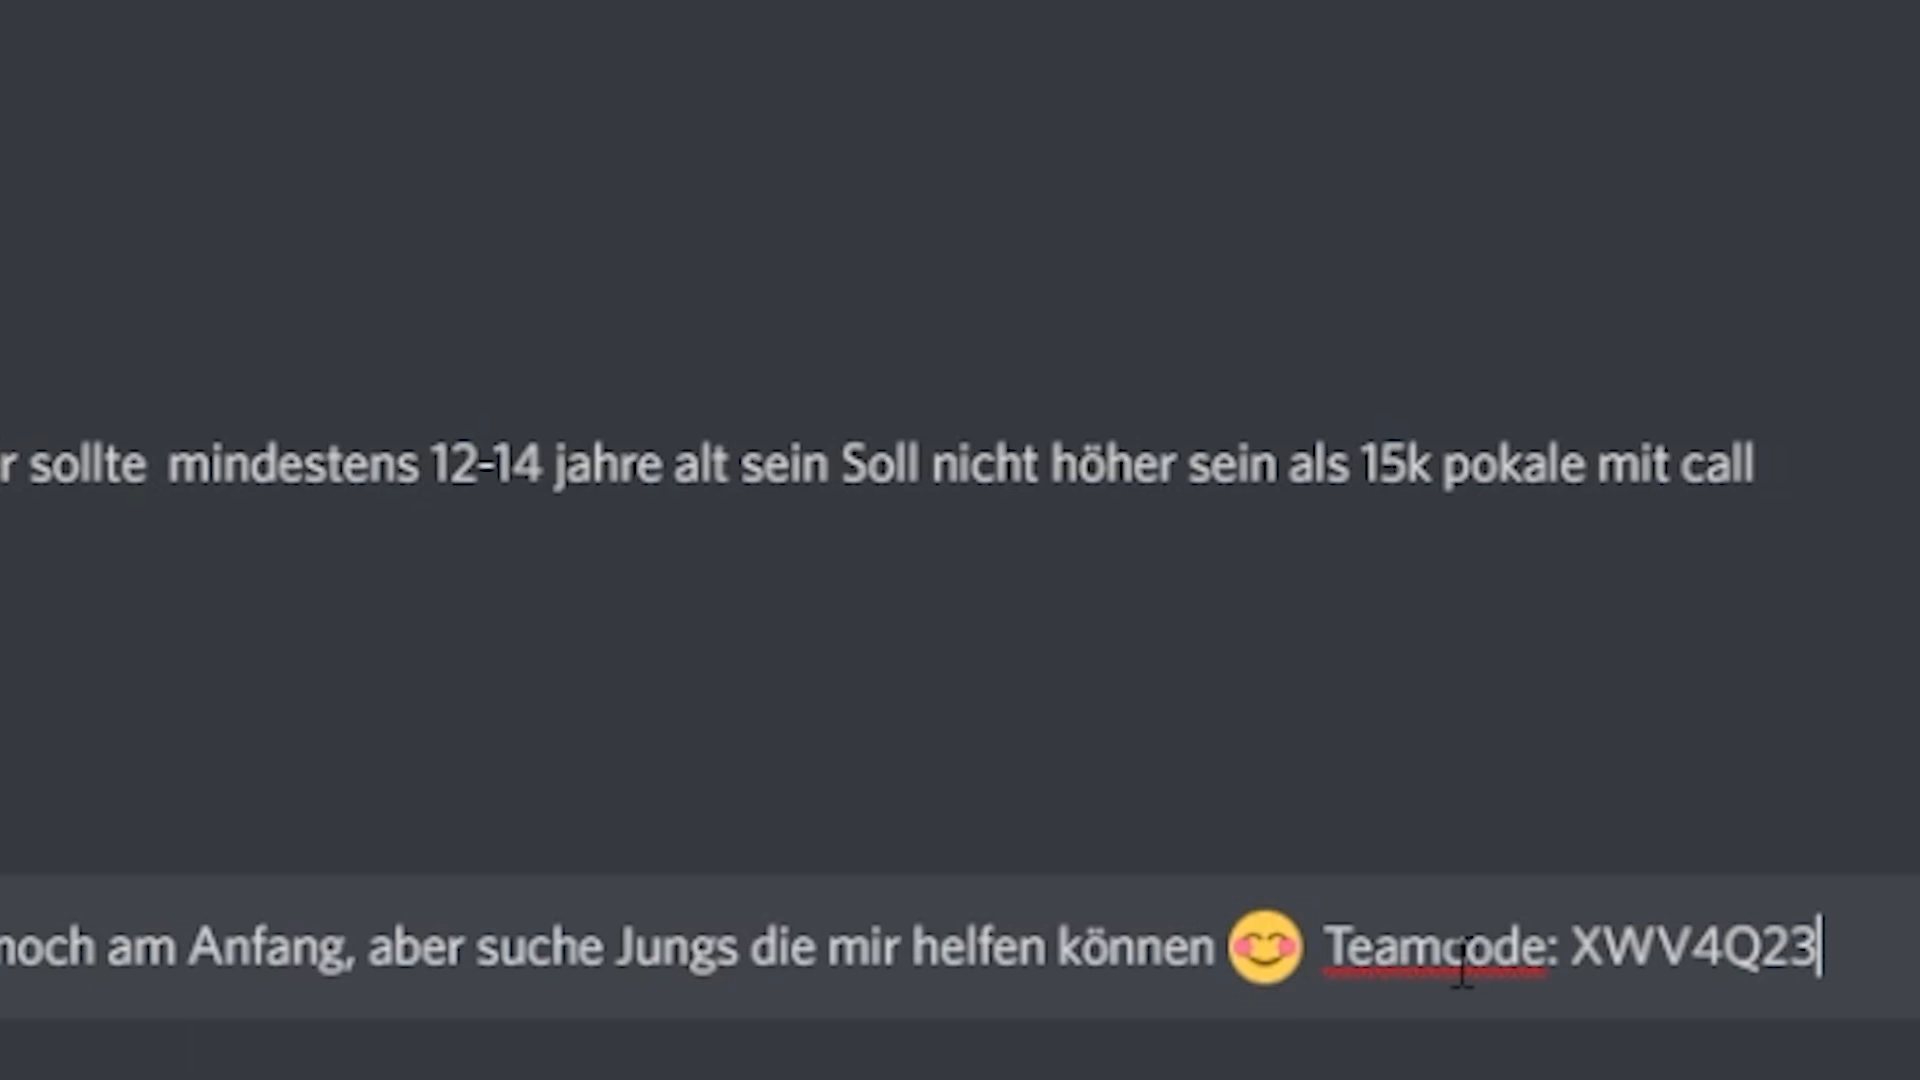 r sollte mindestens 12-14 jahre alt sein Soll nicht höher sein als 15k pokale mit call
noch am Anfang, aber suche Jungs die mir helfen können 😊 Teamcode: XWV4Q23